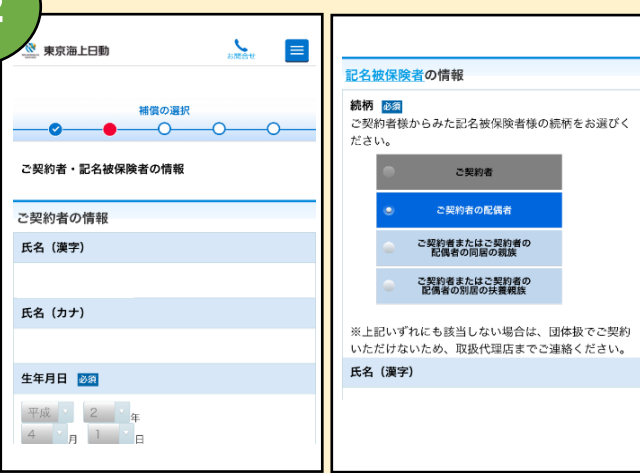 2
東京海上日動
お問合せ
補償の選択
ご契約者・記名被保険者の情報
ご契約者の情報
氏名（漢字）
氏名（カナ）
生年月日 必須
平成 2 年
4 月 1 日
記名被保険者の情報
続柄 必須
ご契約者様からみた記名被保険者様の続柄をお選びく
ださい。
ご契約者
ご契約者の配偶者
ご契約者またはご契約者の
配偶者の同居の親族
ご契約者またはご契約者の
配偶者の別居の扶養親族
※上記いずれにも該当しない場合は、団体扱でご契約
いただけないため、取扱代理店までご連絡ください。
氏名（漢字）